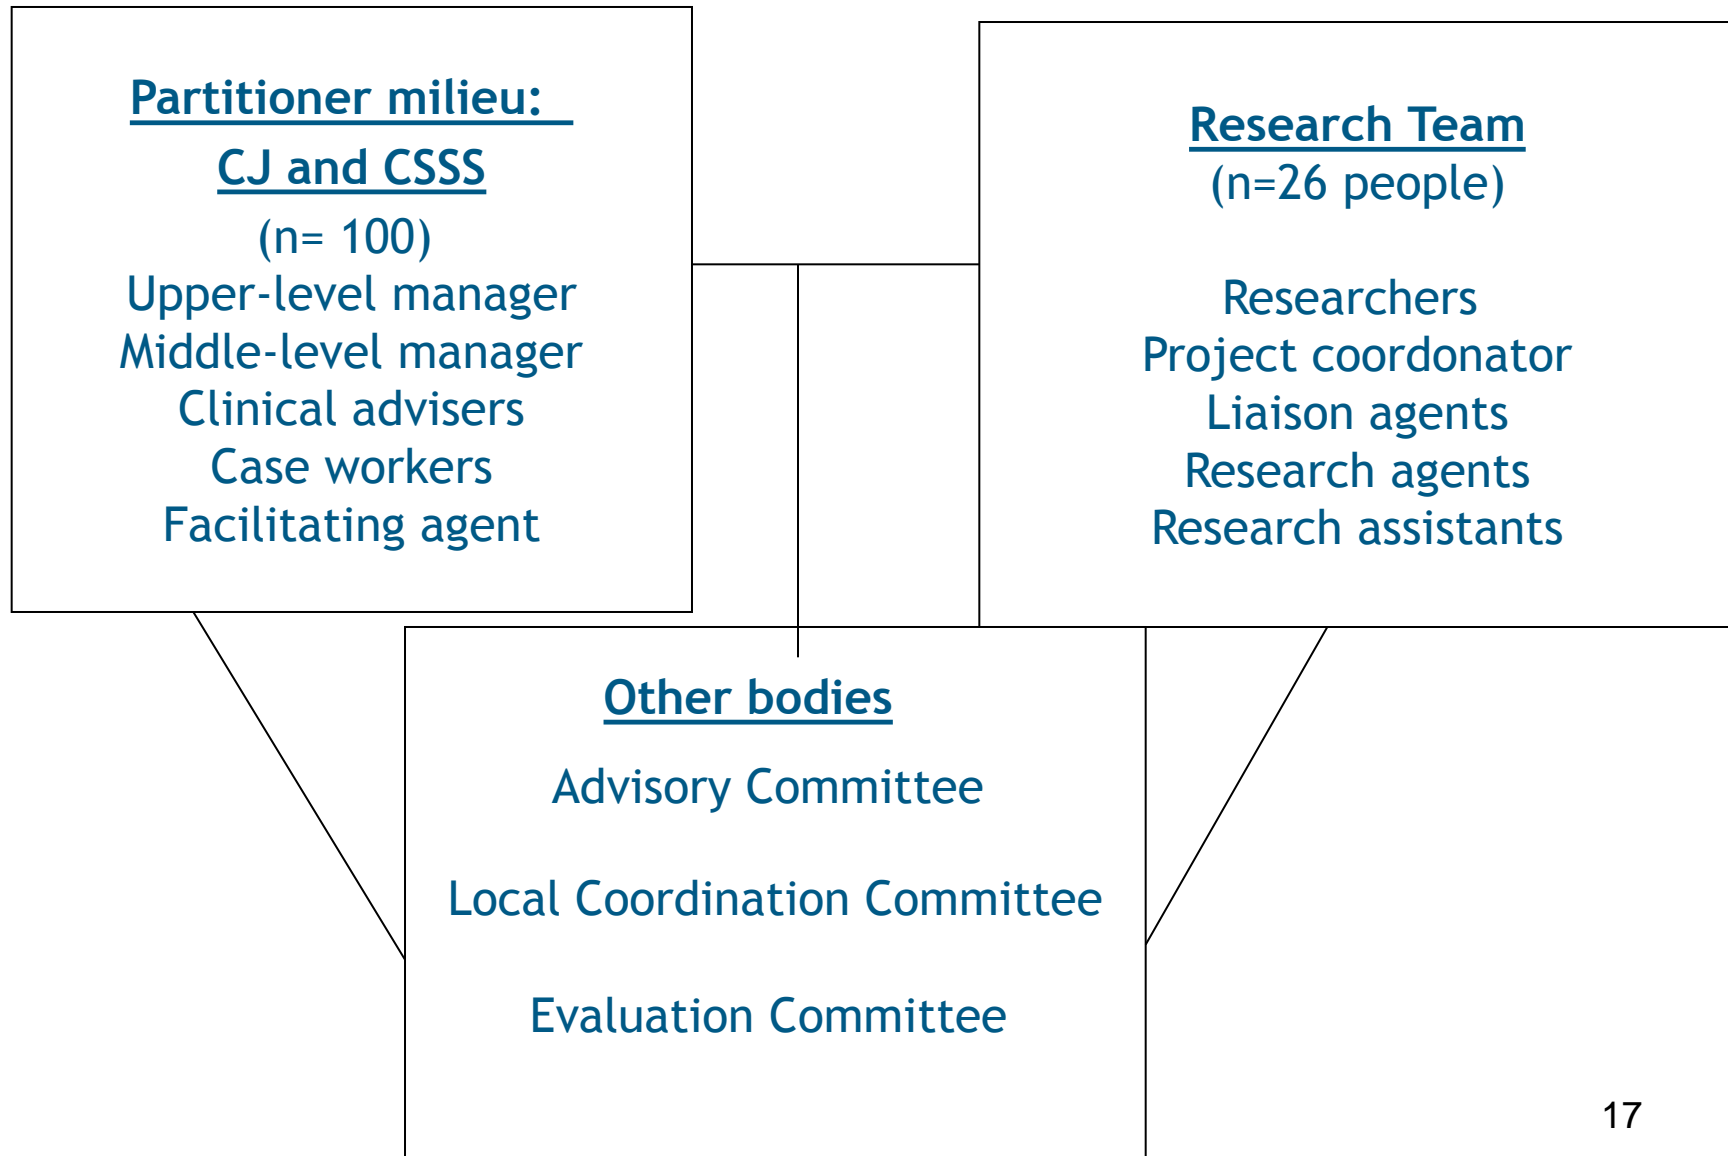 Partitioner milieu:
CJ and CSSS
(n= 100)
Upper-level manager
Middle-level manager
Clinical advisers
Case workers
Facilitating agent
Research Team
(n=26 people)
Researchers
Project coordonator
Liaison agents
Research agents
Research assistants
Other bodies
Advisory Committee
Local Coordination Committee
Evaluation Committee
17